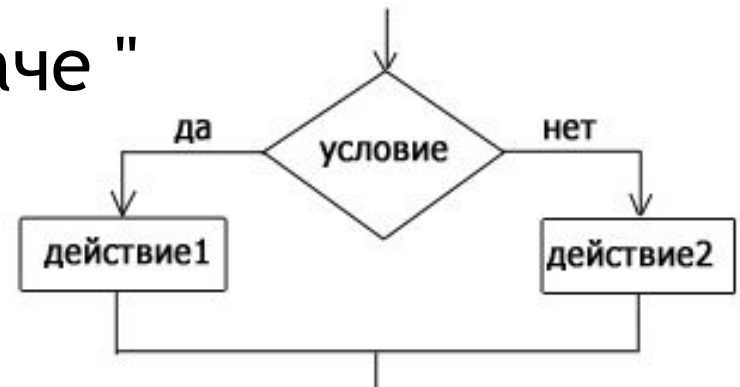 аче "
да
условие
нет
действие1
действие2